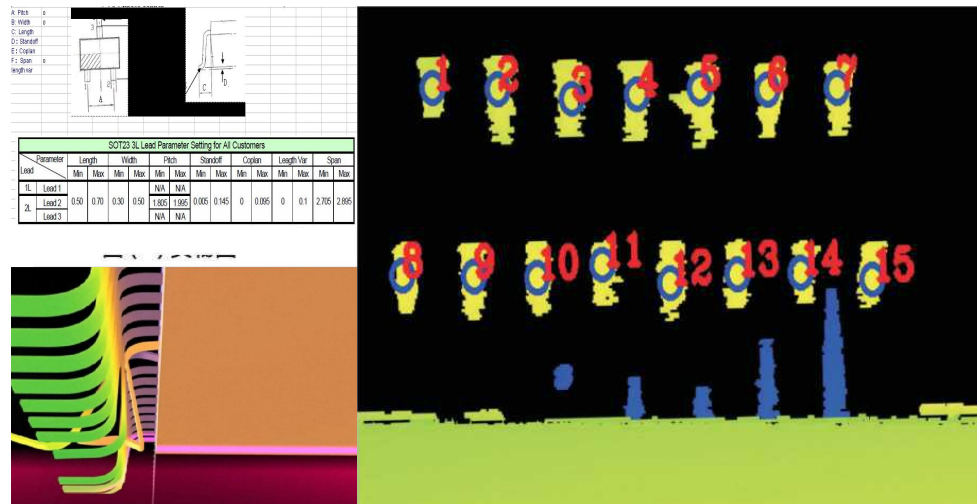 A: Pitch o
B: Width o
C: Length
D: Standoff
E: Coplan
F: Span o
length var
3
A
C
D
SOT23 3L Lead Parameter Setting for All Customers
Parameter Length Width Pitch Standoff Coplan Length Var Span
Lead Min Max Min Max Min Max Min Max Min Max Min Max Min Max
1L Lead 1 N/A N/A
2L Lead 2 0.50 0.70 0.30 0.50 1.805 1.995 0.005 0.145 0 0.095 0 0.1 2.705 2.895
Lead 3 N/A N/A
1 2 3 4 5 6 7
8 9 10 11 12 13 14 15